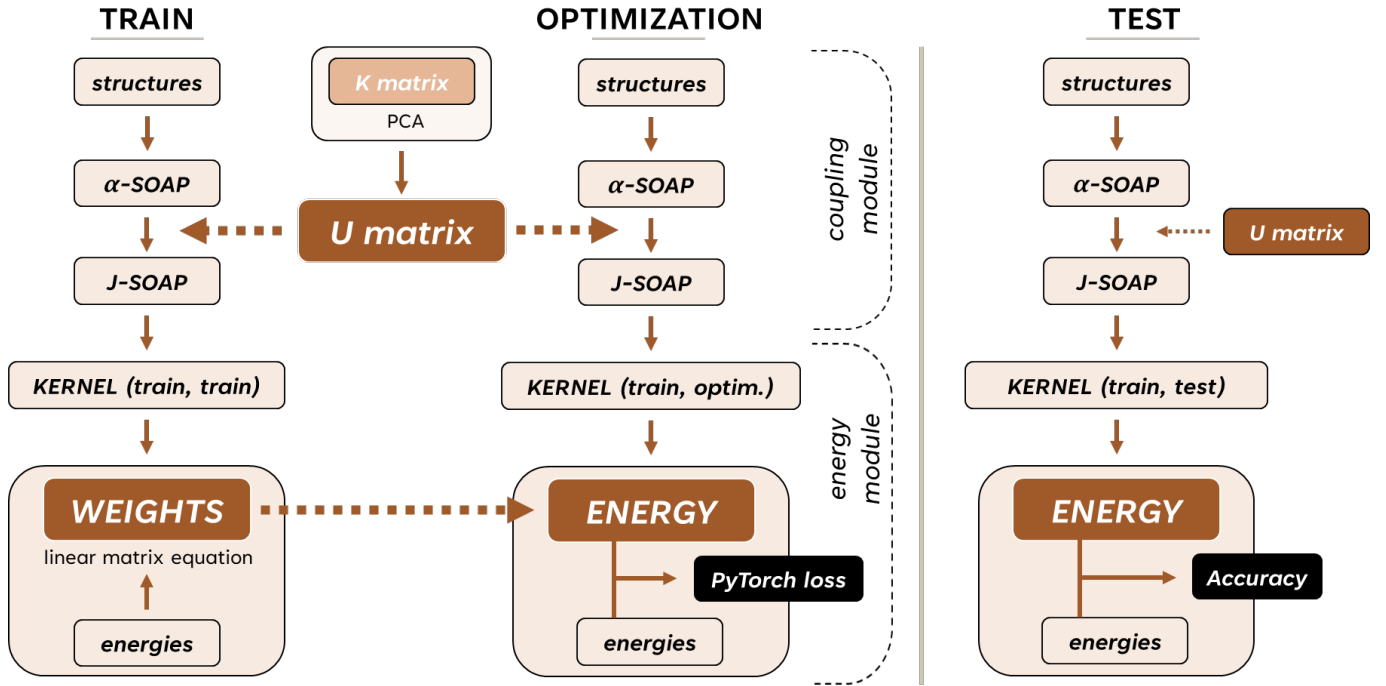 TRAIN
structures
α-SOAP
J-SOAP
KERNEL (train, train)
WEIGHTS
linear matrix equation
energies
K matrix
PCA
U matrix
OPTIMIZATION
structures
α-SOAP
J-SOAP
KERNEL (train, optim.)
ENERGY
PyTorch loss
energies
coupling
module
energy
module
TEST
structures
α-SOAP
U matrix
J-SOAP
KERNEL (train, test)
ENERGY
Accuracy
energies